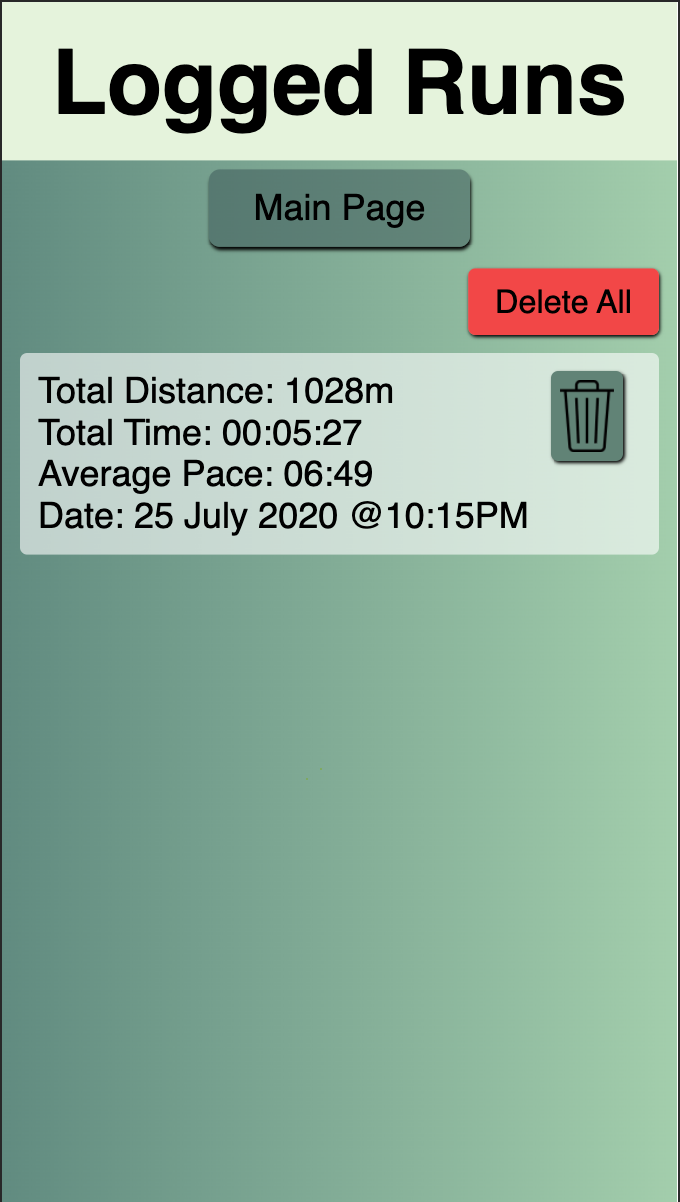 Logged Runs
Main Page
Delete All
Total Distance: 1028m
Total Time: 00:05:27
Average Pace: 06:49
Date: 25 July 2020 @10:15PM